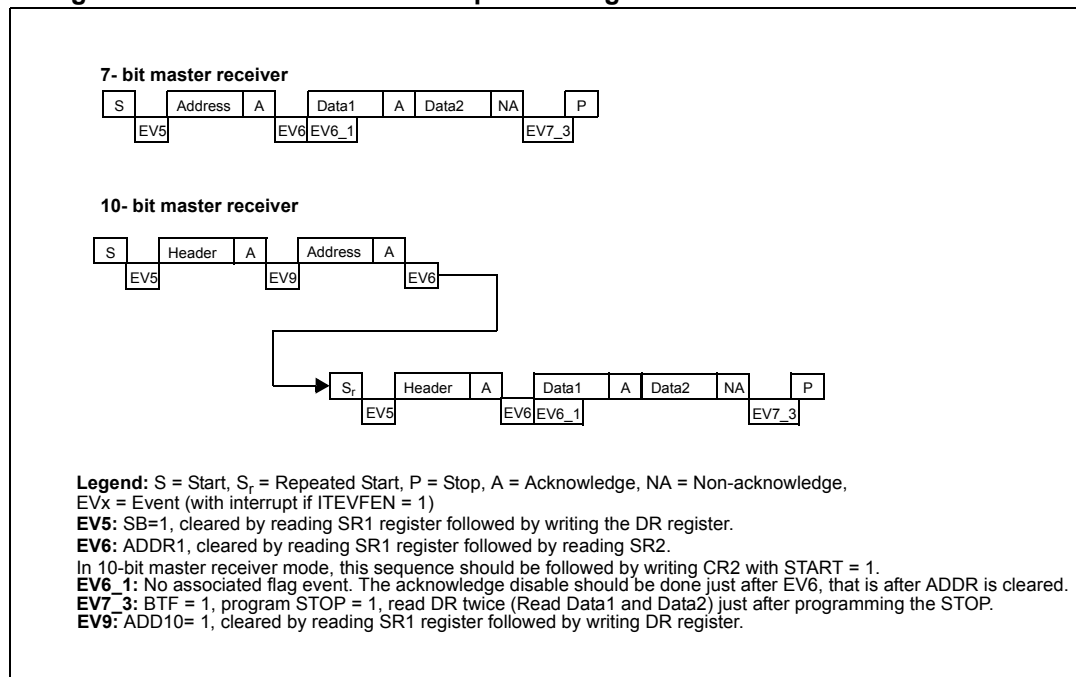 7- bit master receiver
S Address A Data1 A Data2 NA P
EV5 EV6 EV6_1 EV7_3
10- bit master receiver
S Header A Address A
EV5 EV9 EV6
Sr Header A Data1 A Data2 NA P
EV5 EV6 EV6_1 EV7_3
Legend: S = Start, Sr = Repeated Start, P = Stop, A = Acknowledge, NA = Non-acknowledge,
EVx = Event (with interrupt if ITEVFEN = 1)
EV5: SB=1, cleared by reading SR1 register followed by writing the DR register.
EV6: ADDR1, cleared by reading SR1 register followed by reading SR2.
In 10-bit master receiver mode, this sequence should be followed by writing CR2 with START = 1.
EV6_1: No associated flag event. The acknowledge disable should be done just after EV6, that is after ADDR is cleared.
EV7_3: BTF = 1, program STOP = 1, read DR twice (Read Data1 and Data2) just after programming the STOP.
EV9: ADD10= 1, cleared by reading SR1 register followed by writing DR register.